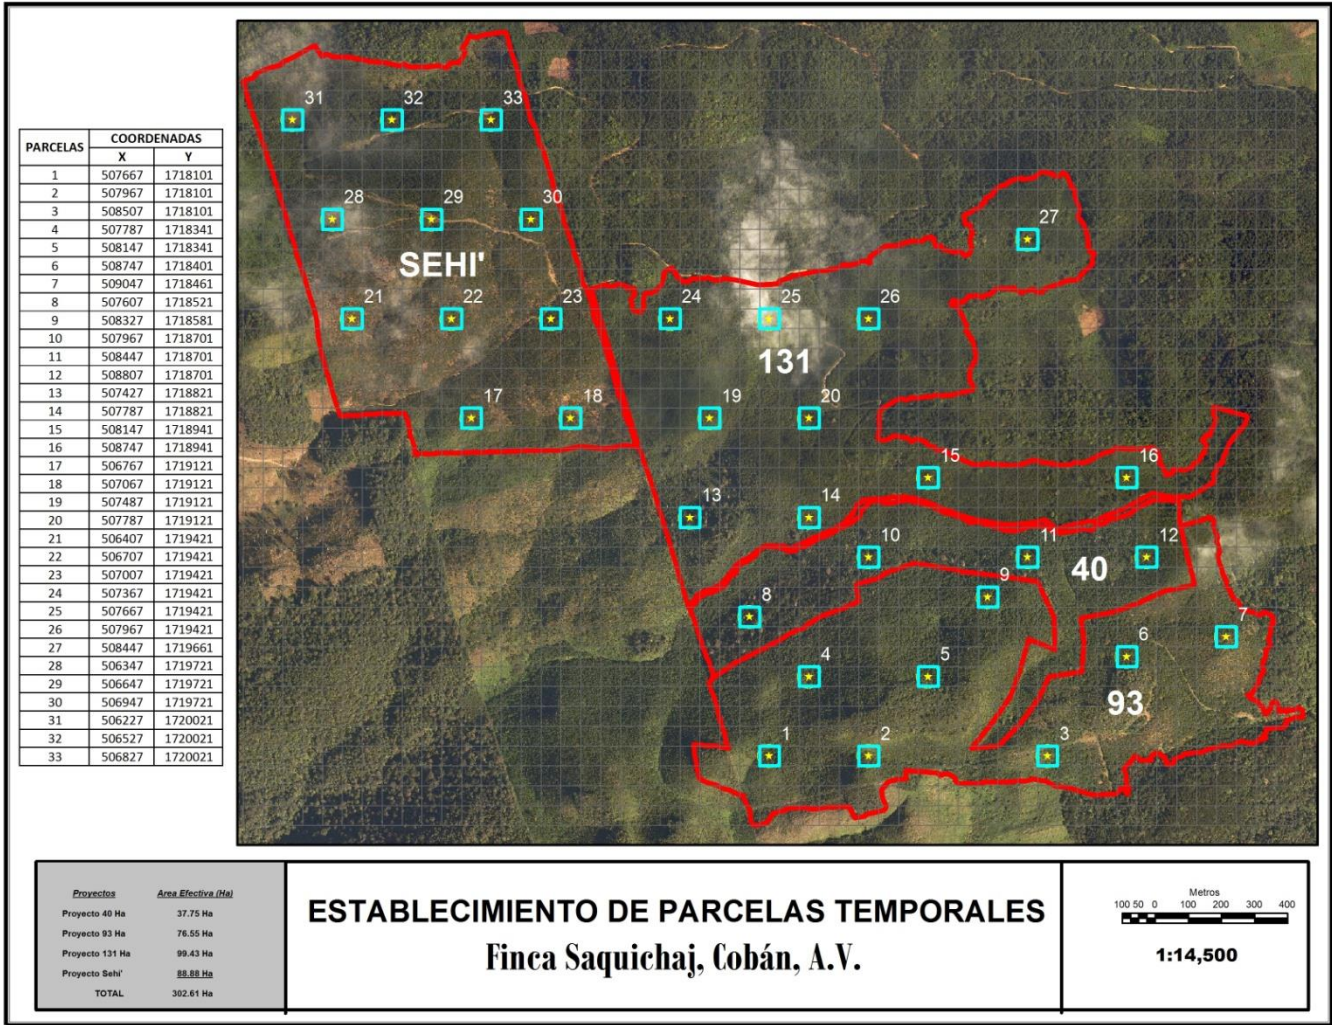 PARCELAS COORDENADAS
X Y
1 507667 1718101
2 507967 1718101
3 508507 1718101
4 507787 1718341
5 508147 1718341
6 508747 1718401
7 509047 1718461
8 507607 1718521
9 508327 1718581
10 507967 1718701
11 508447 1718701
12 508807 1718701
13 507427 1718821
14 507787 1718821
15 508147 1718941
16 508747 1718941
17 506767 1719121
18 507067 1719121
19 507487 1719121
20 507787 1719121
21 506407 1719421
22 506707 1719421
23 507007 1719421
24 507367 1719421
25 507667 1719421
26 507967 1719421
27 508447 1719661
28 506347 1719721
29 506647 1719721
30 506947 1719721
31 506227 1720021
32 506527 1720021
33 506827 1720021
31 32 33
28 29 30 27
SEHI'
21 22 23 24 25 26
131
17 18 19 20
15 16
13 14
10 11 12
40
9
8
7
6
4 5
93
1 2 3
Proyectos Area Efectiva (Ha)
Proyecto 40 Ha 37.75 Ha
Proyecto 93 Ha 76.55 Ha
Proyecto 131 Ha 99.43 Ha
Proyecto Sehi' 88.88 Ha
TOTAL 302.61 Ha
ESTABLECIMIENTO DE PARCELAS TEMPORALES
Finca Saquichaj, Cobán, A.V.
Metros
100 50 0 100 200 300 400
1:14,500